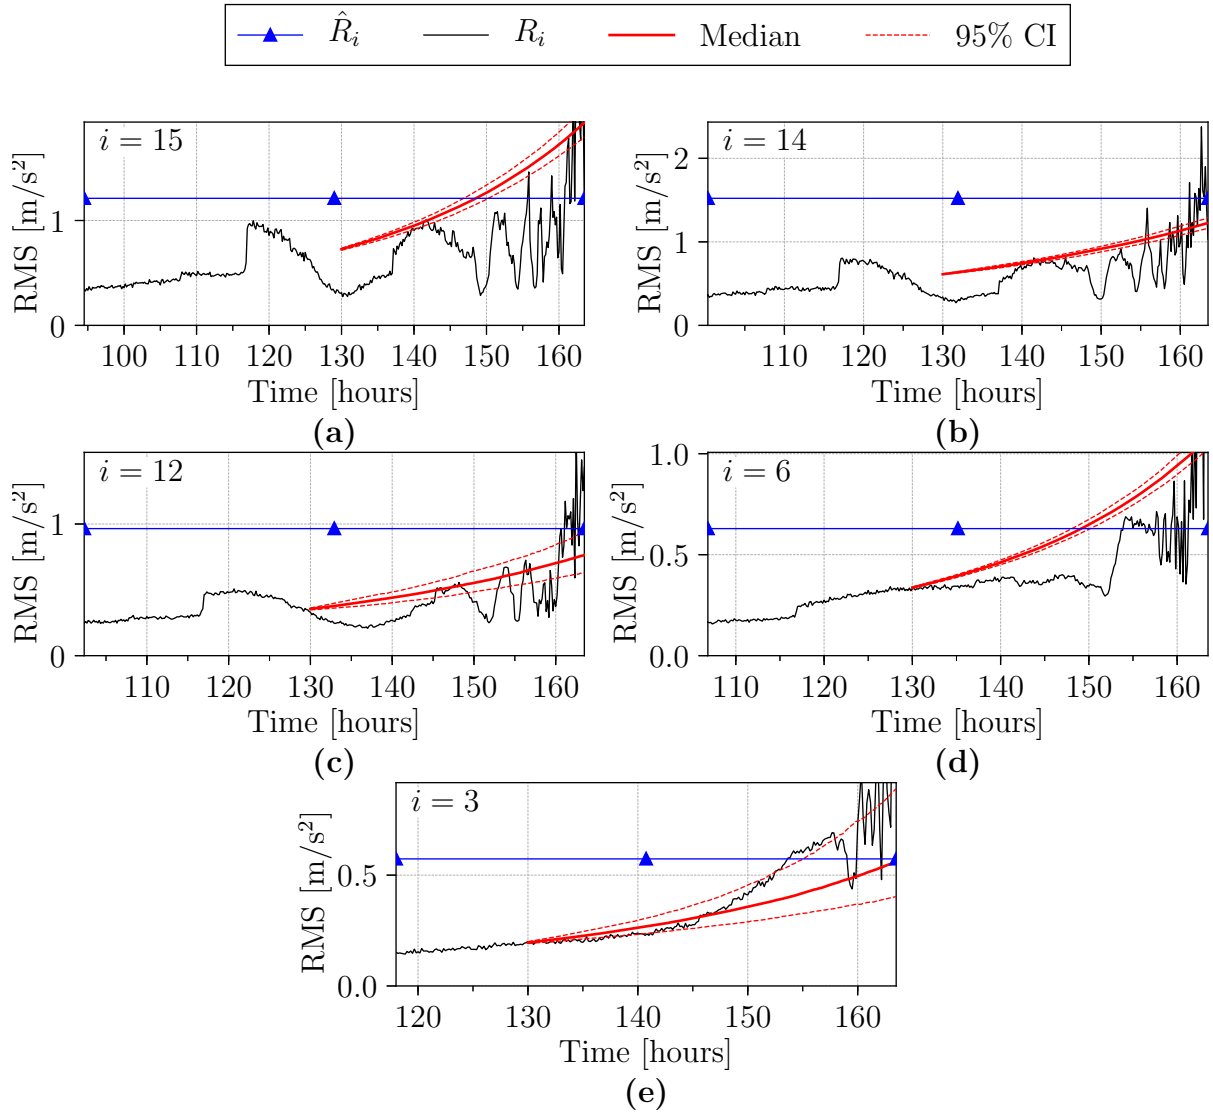 R̂ᵢ Rᵢ Median 95% CI
i = 15
RMS [m/s²]
1
0
100 110 120 130 140 150 160
Time [hours]
(a)
i = 14
RMS [m/s²]
2
1
0
110 120 130 140 150 160
Time [hours]
(b)
i = 12
RMS [m/s²]
1
0
110 120 130 140 150 160
Time [hours]
(c)
i = 6
RMS [m/s²]
1.0
0.5
0.0
110 120 130 140 150 160
Time [hours]
(d)
i = 3
RMS [m/s²]
0.5
0.0
120 130 140 150 160
Time [hours]
(e)